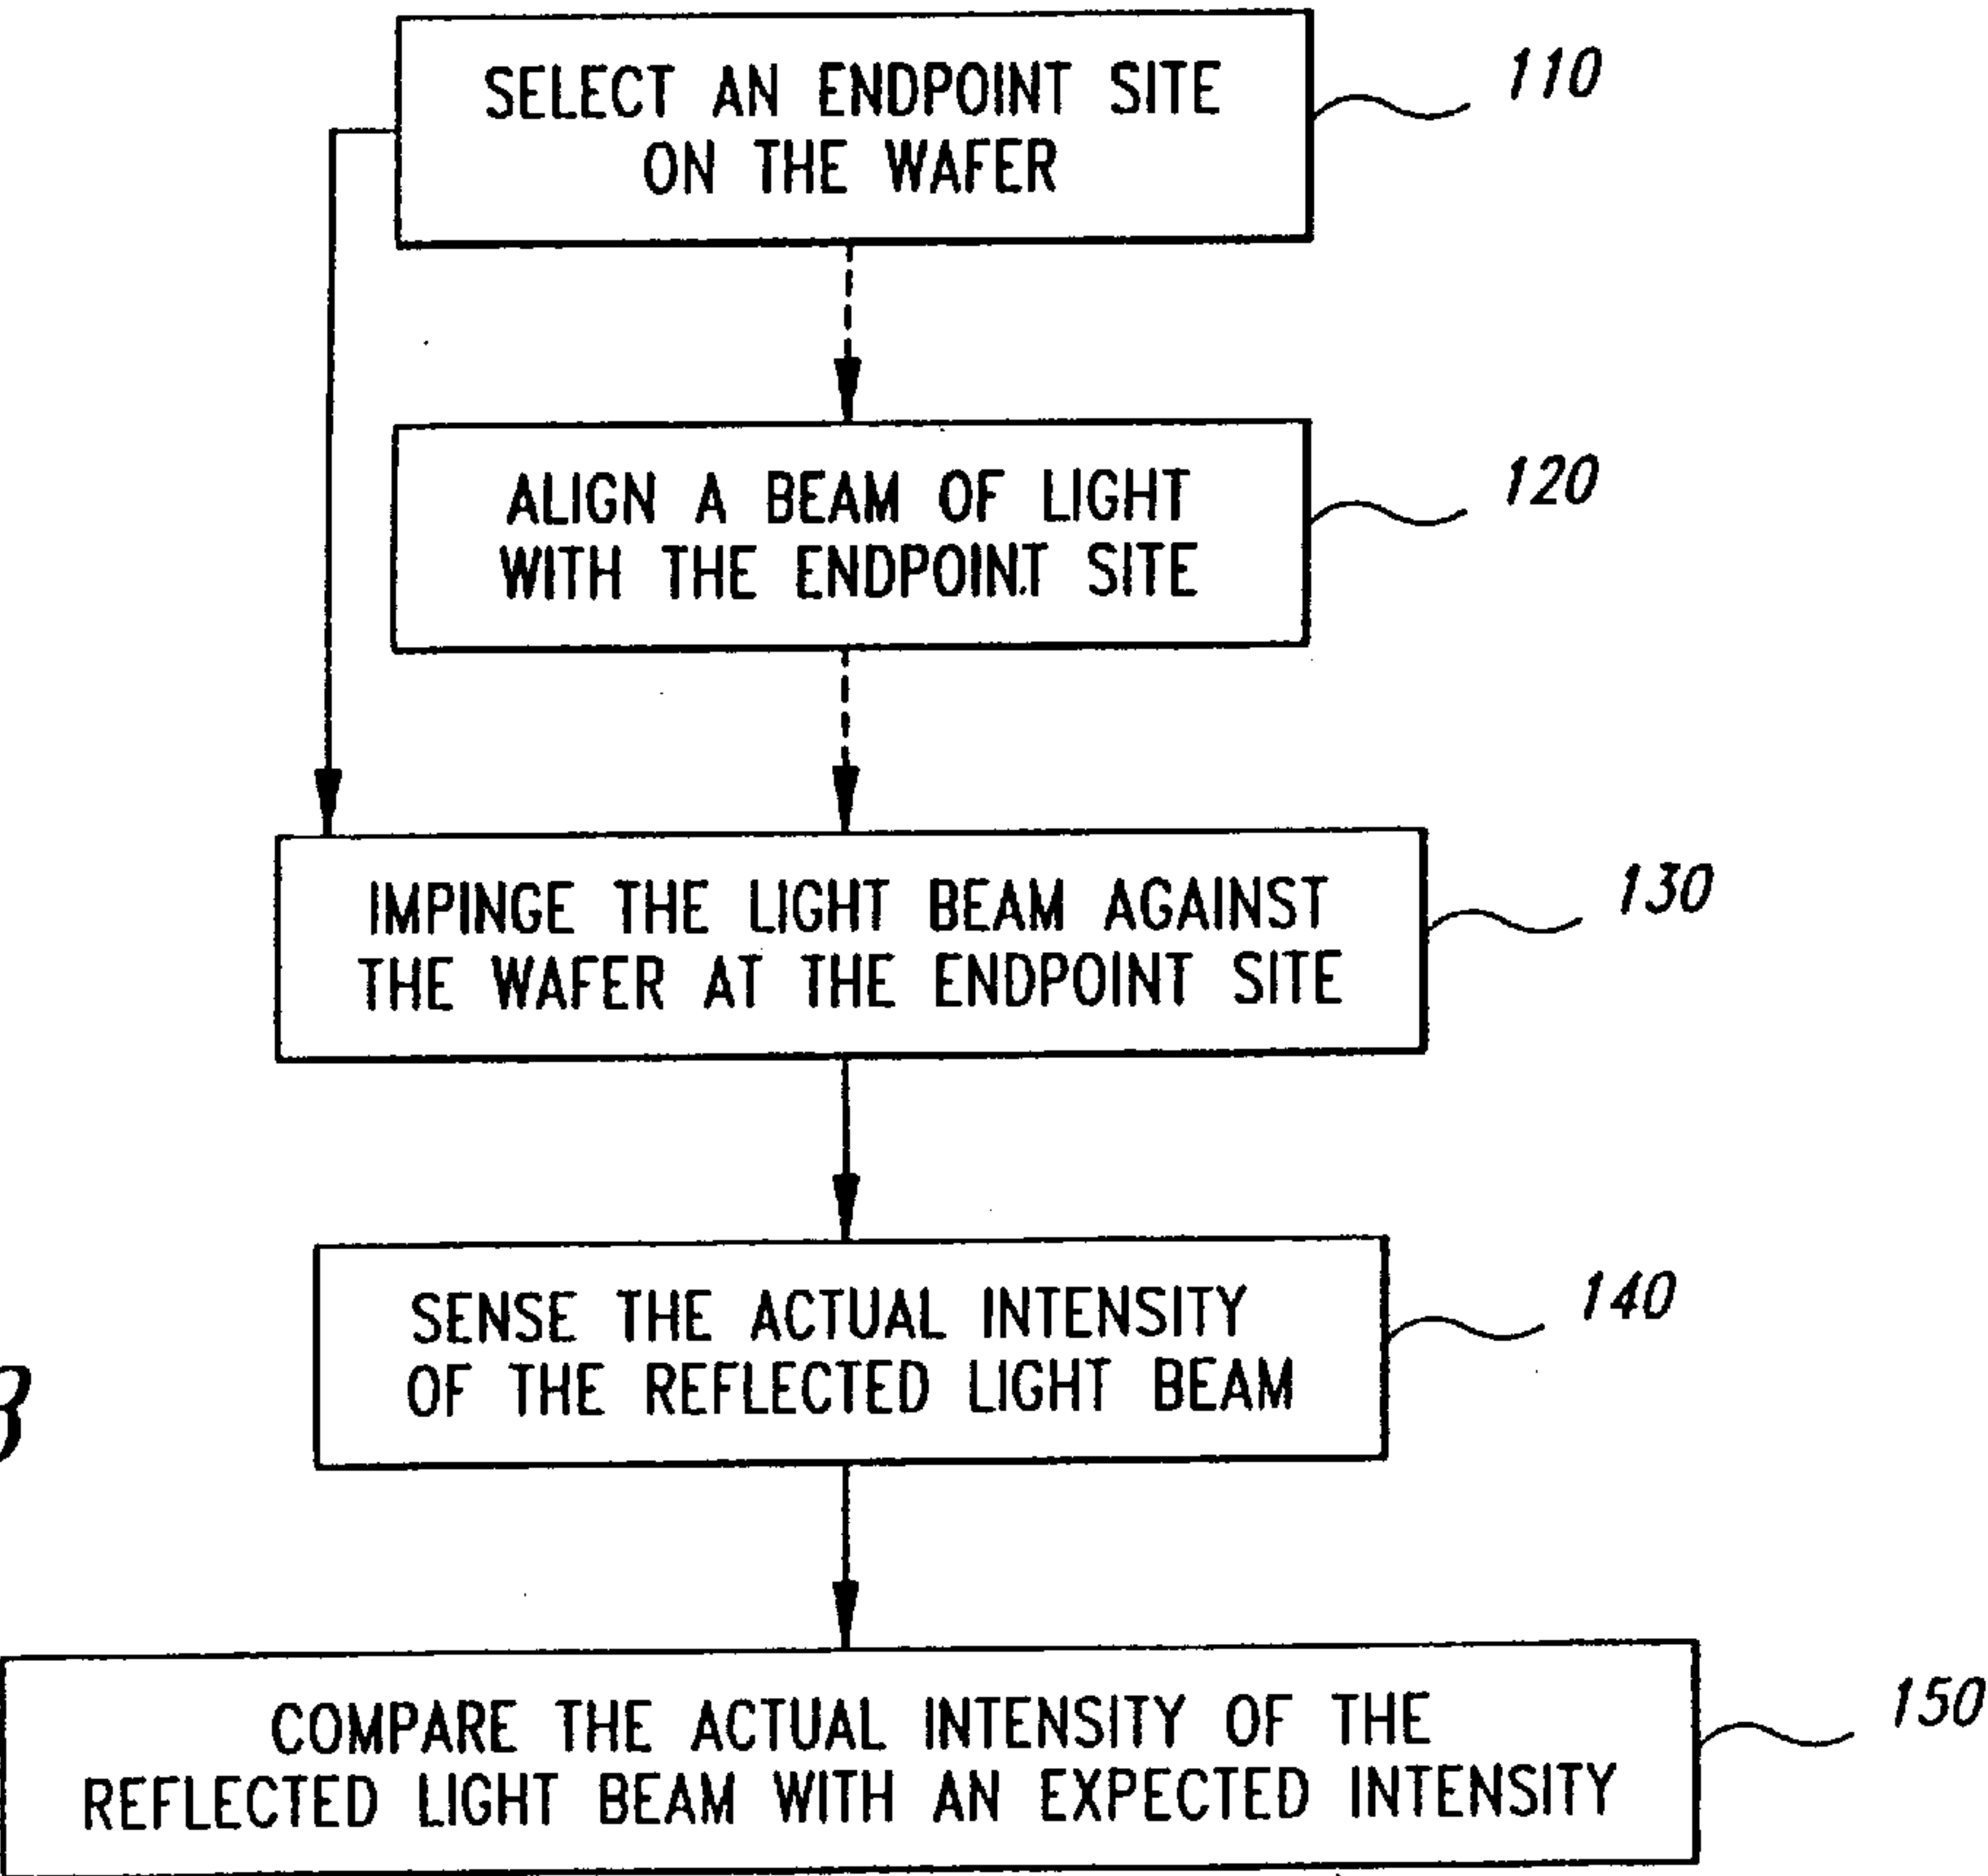 SELECT AN ENDPOINT SITE
ON THE WAFER
110
ALIGN A BEAM OF LIGHT
WITH THE ENDPOINT SITE
120
IMPINGE THE LIGHT BEAM AGAINST
THE WAFER AT THE ENDPOINT SITE
130
SENSE THE ACTUAL INTENSITY
OF THE REFLECTED LIGHT BEAM
140
COMPARE THE ACTUAL INTENSITY OF THE
REFLECTED LIGHT BEAM WITH AN EXPECTED INTENSITY
150